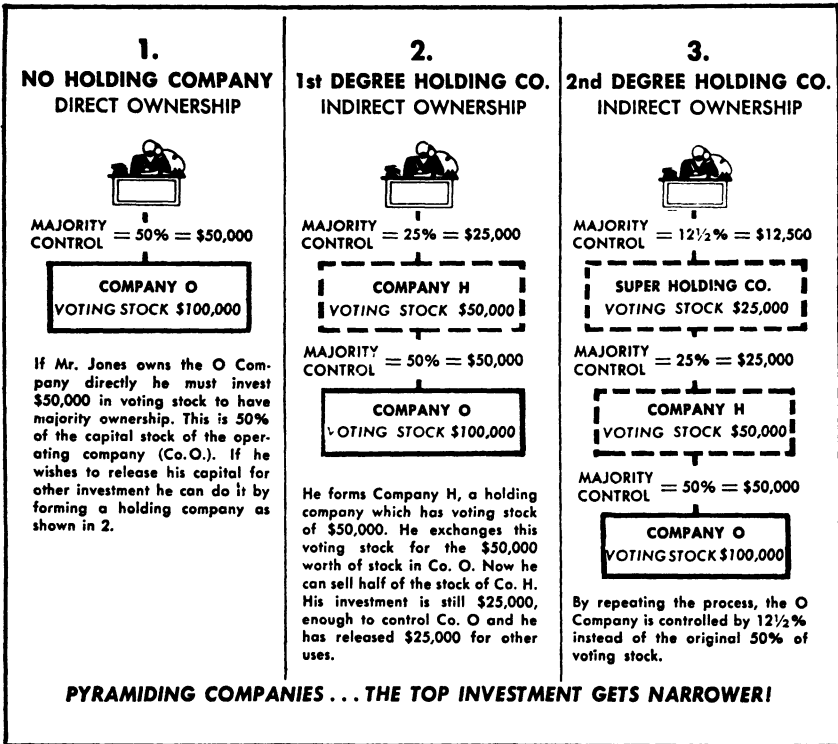 1.
NO HOLDING COMPANY
DIRECT OWNERSHIP
MAJORITY
CONTROL = 50% = $50,000
COMPANY O
VOTING STOCK $100,000
If Mr. Jones owns the O Com-
pany directly he must invest
$50,000 in voting stock to have
majority ownership. This is 50%
of the capital stock of the oper-
ating company (Co.O.). If he
wishes to release his capital for
other investment he can do it by
forming a holding company as
shown in 2.
2.
1st DEGREE HOLDING CO.
INDIRECT OWNERSHIP
MAJORITY
CONTROL = 25% = $25,000
COMPANY H
VOTING STOCK $50,000
MAJORITY
CONTROL = 50% = $50,000
COMPANY O
VOTING STOCK $100,000
He forms Company H, a holding
company which has voting stock
of $50,000. He exchanges this
voting stock for the $50,000
worth of stock in Co. O. Now he
can sell half of the stock of Co. H.
His investment is still $25,000,
enough to control Co. O and he
has released $25,000 for other
uses.
3.
2nd DEGREE HOLDING CO.
INDIRECT OWNERSHIP
MAJORITY
CONTROL = 12½% = $12,500
SUPER HOLDING CO.
VOTING STOCK $25,000
MAJORITY
CONTROL = 25% = $25,000
COMPANY H
VOTING STOCK $50,000
MAJORITY
CONTROL = 50% = $50,000
COMPANY O
VOTING STOCK $100,000
By repeating the process, the O
Company is controlled by 12½%
instead of the original 50% of
voting stock.
PYRAMIDING COMPANIES . . . THE TOP INVESTMENT GETS NARROWER!